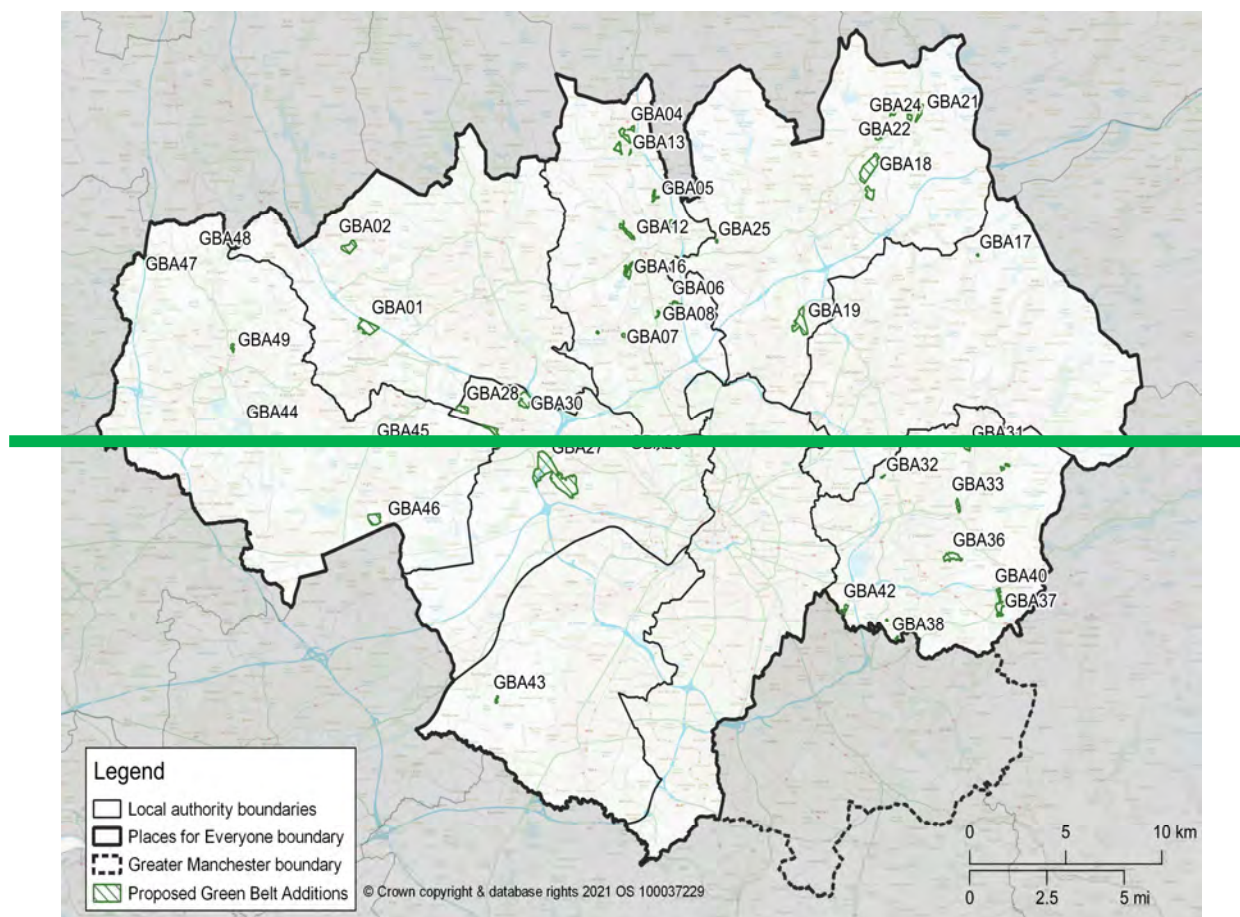 GBA24
GBA21
GBA04
GBA22
GBA13
GBA18
GBA05
GBA12
GBA25
GBA48
GBA02
GBA17
GBA47
GBA16
GBA06
GBA01
GBA08
GBA19
GBA07
GBA49
GBA28
GBA30
GBA44
GBA45
GBA31
GBA27
GBA32
GBA33
GBA46
GBA36
GBA40
GBA42
GBA37
GBA38
GBA43
Legend
Local authority boundaries
Places for Everyone boundary
Greater Manchester boundary
Proposed Green Belt Additions
© Crown copyright & database rights 2021 OS 100037229
0 5 10 km
0 2.5 5 mi